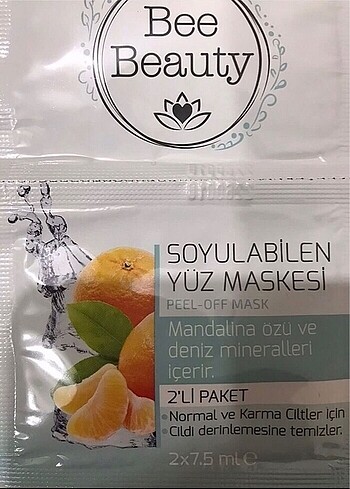 Bee
Beauty
SOYULABİLEN
YÜZ MASKESİ
PEEL-OFF MASK
Mandalina özü ve
deniz mineralleri
içerir.
2'Lİ PAKET
• Normal ve Karma Ciltler için
Cildi derinlemesine temizler.
2x7.5 ml e